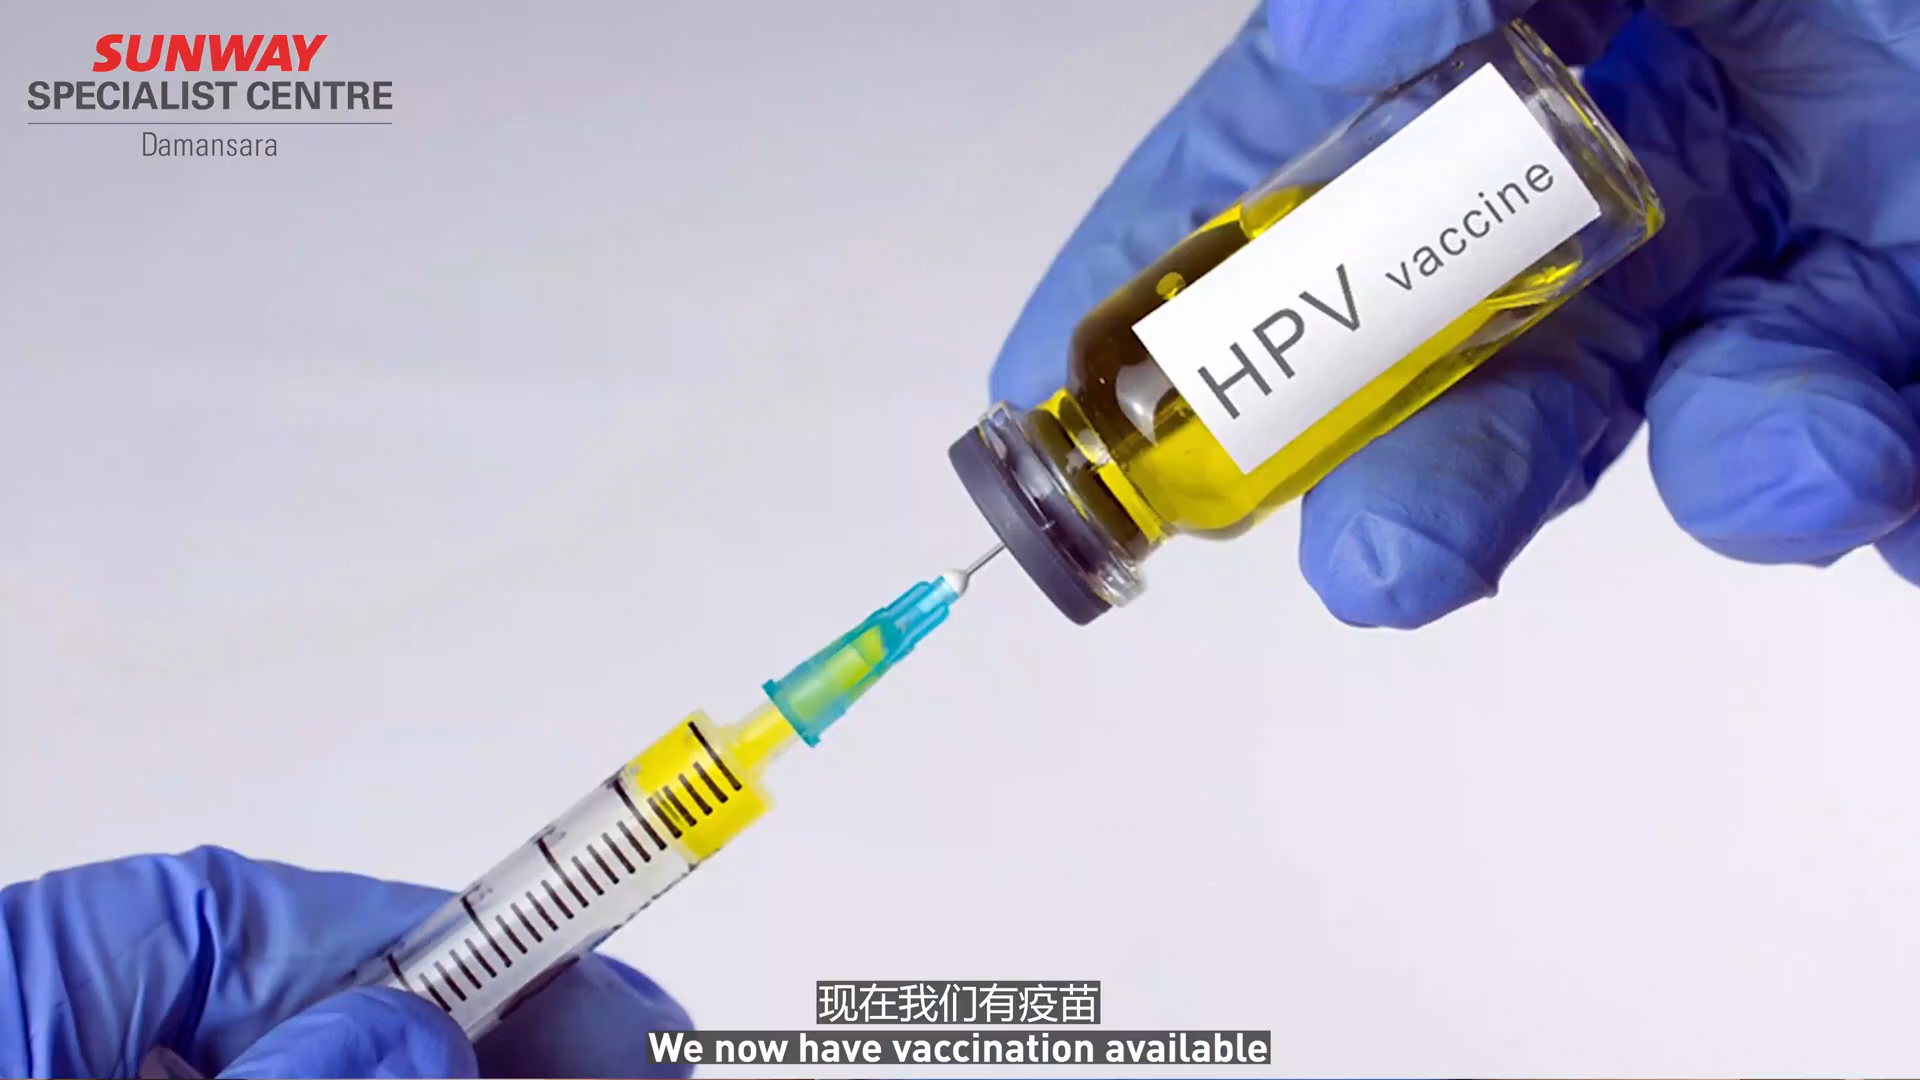 SUNWAY
SPECIALIST CENTRE
Damansara
HPV vaccine
现在我们有疫苗
We now have vaccination available